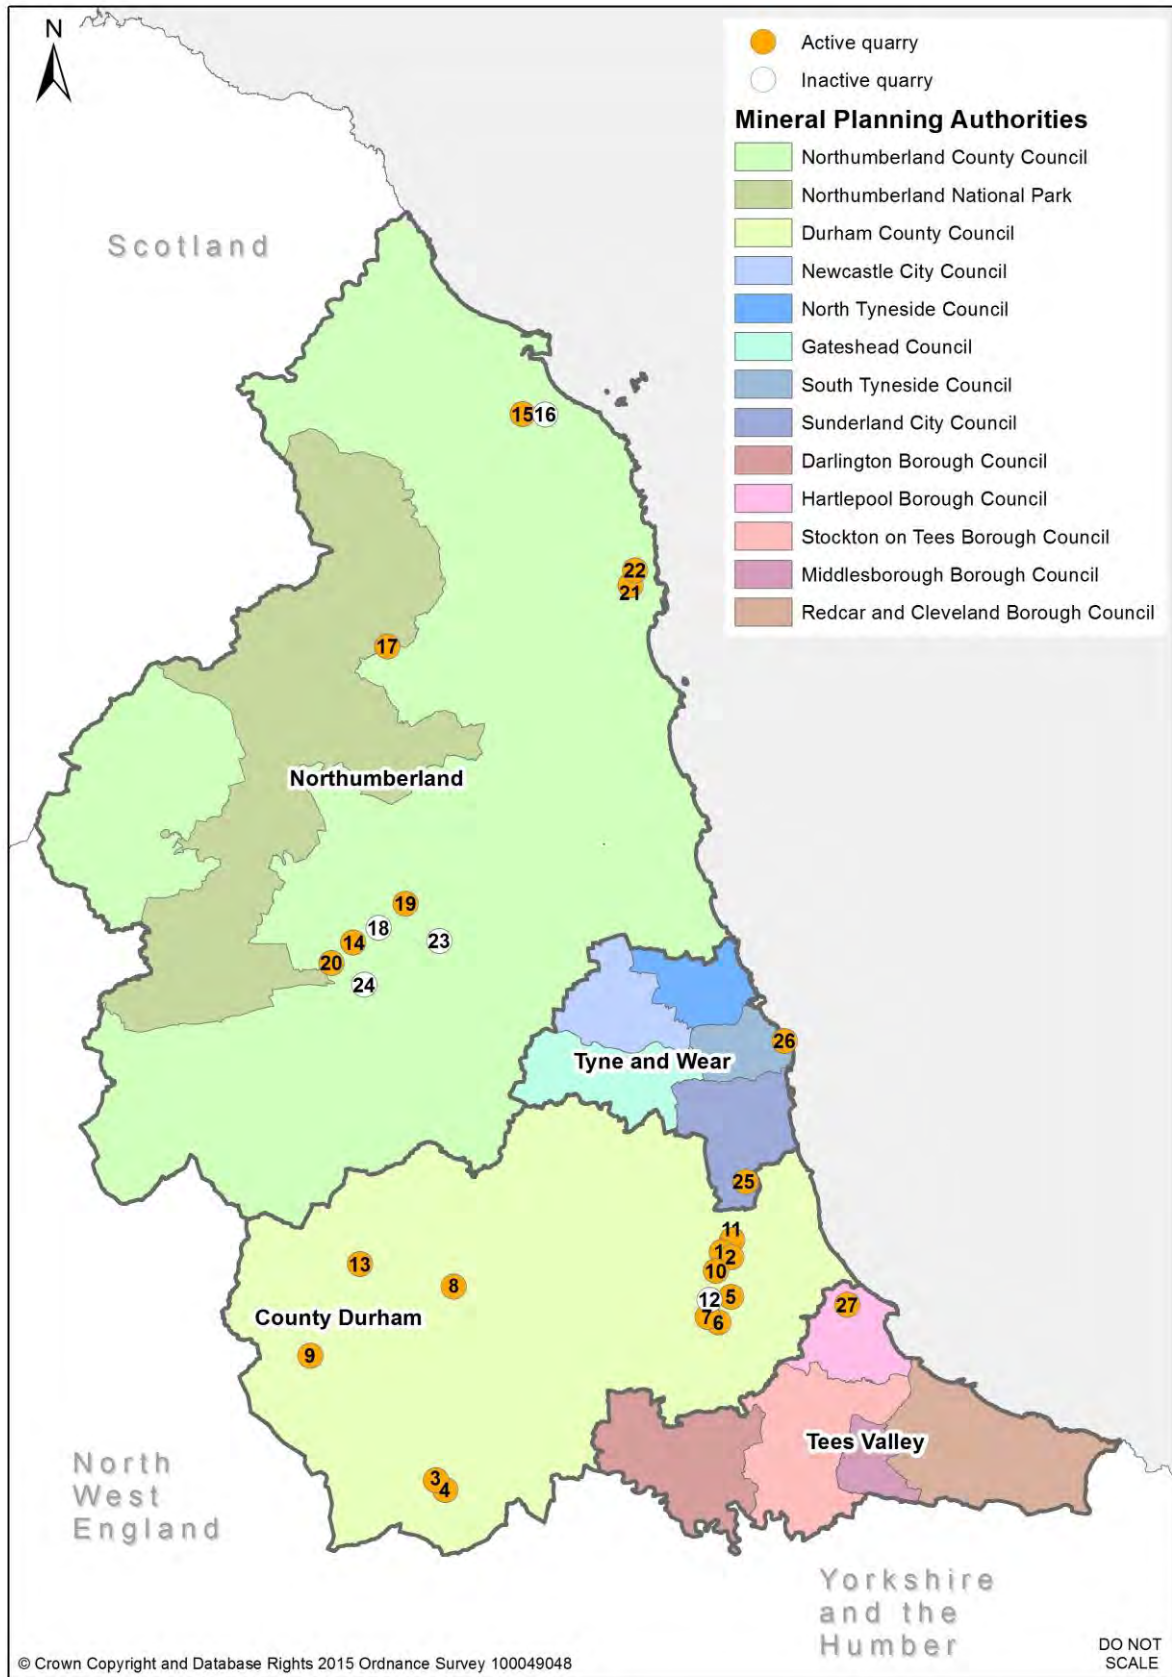 N
Active quarry
Inactive quarry
Mineral Planning Authorities
Northumberland County Council
Northumberland National Park
Durham County Council
Newcastle City Council
North Tyneside Council
Gateshead Council
South Tyneside Council
Sunderland City Council
Darlington Borough Council
Hartlepool Borough Council
Stockton on Tees Borough Council
Middlesborough Borough Council
Redcar and Cleveland Borough Council
Scotland
15 16
22
21
17
Northumberland
19
18
14
23
20
24
26
Tyne and Wear
25
11
1 2
13
10
8
12 5
27
County Durham
7 6
9
Tees Valley
3
4
North
West
England
Yorkshire
and the
Humber
DO NOT
SCALE
© Crown Copyright and Database Rights 2015 Ordnance Survey 100049048